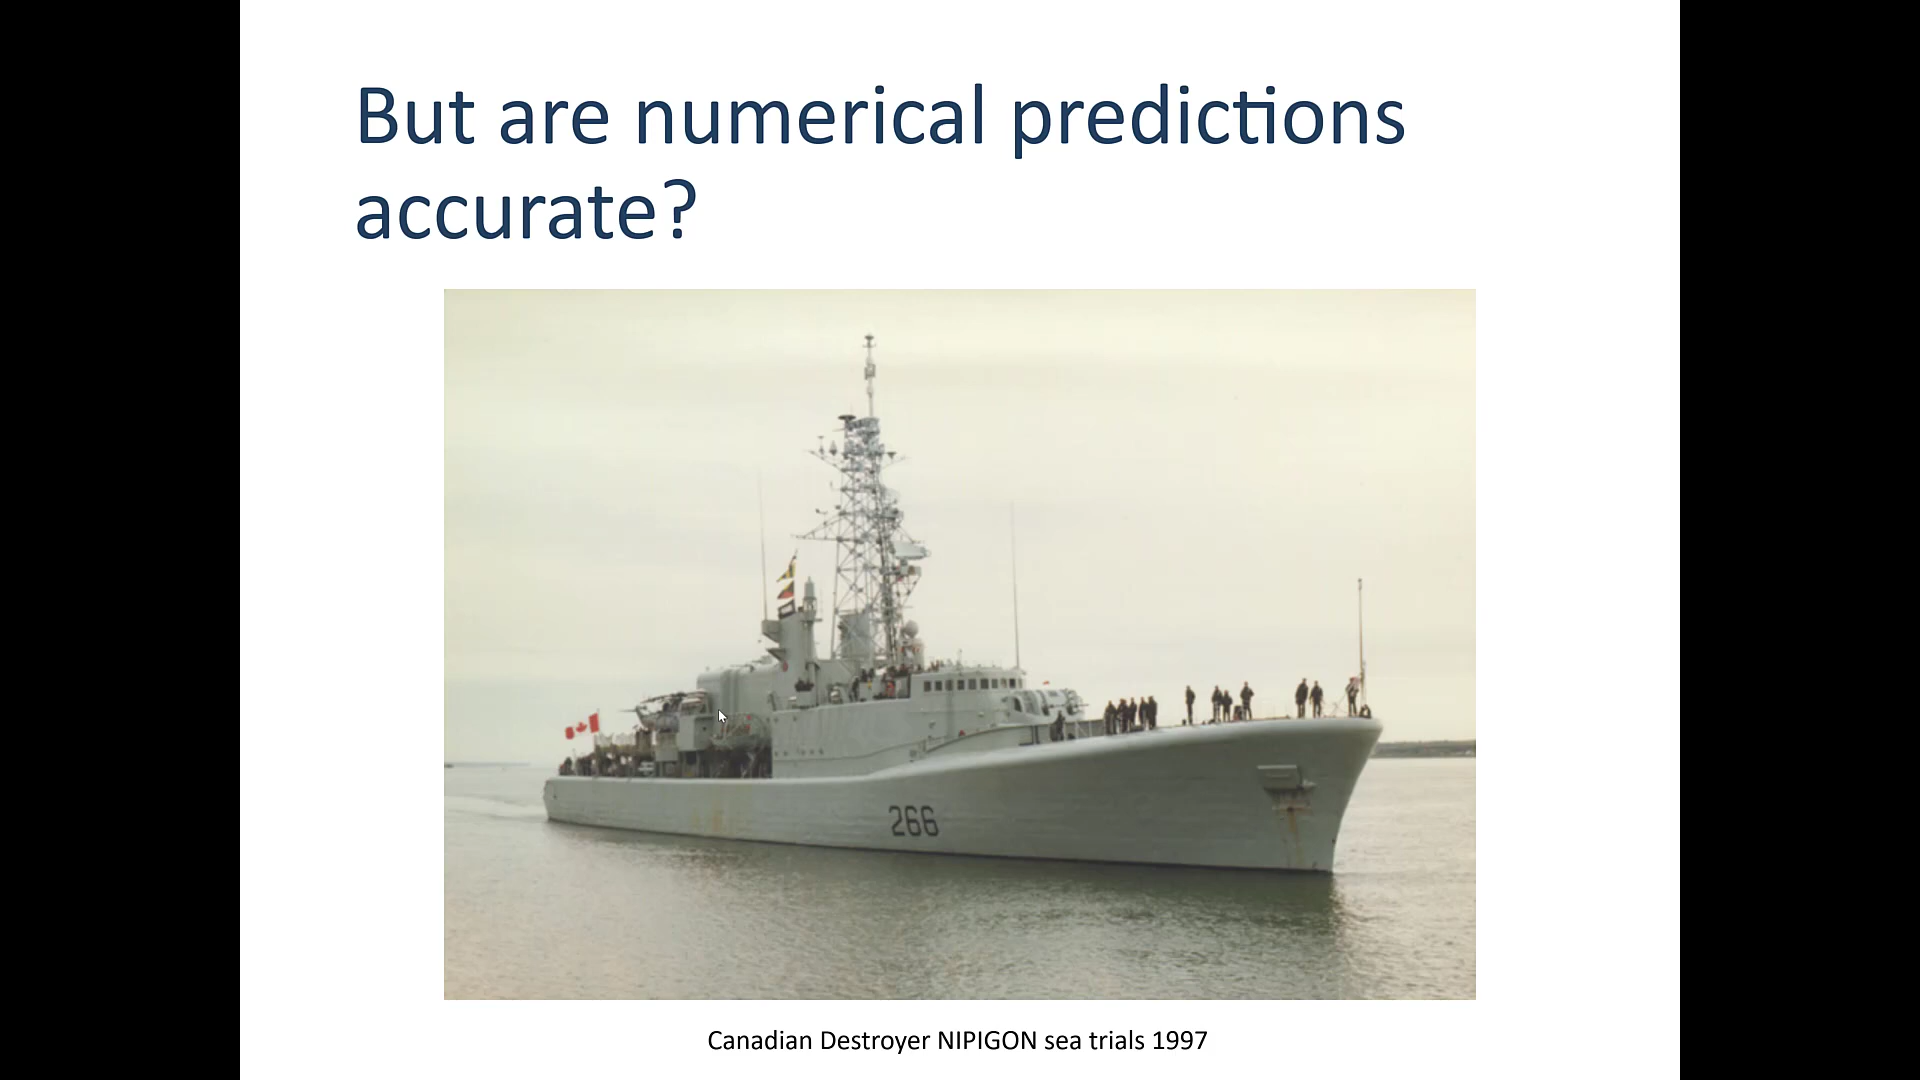 But are numerical predictions
accurate?
266
Canadian Destroyer NIPIGON sea trials 1997